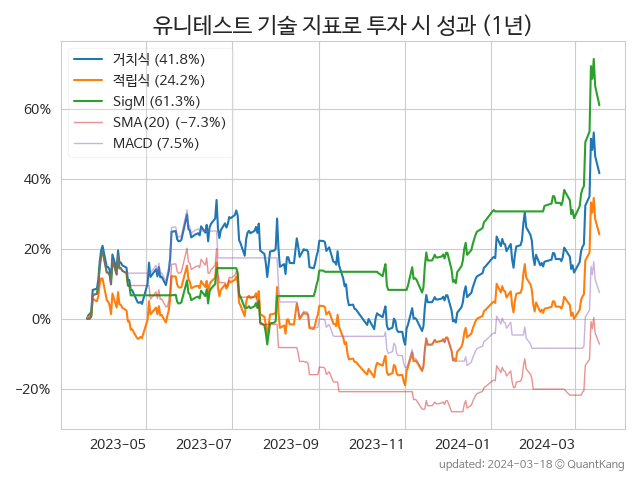 유니테스트 기술 지표로 투자 시 성과 (1년)
거치식 (41.8%)
적립식 (24.2%)
SigM (61.3%)
SMA(20) (−7.3%)
MACD (7.5%)
60%
40%
20%
0%
−20%
2023-05 2023-07 2023-09 2023-11 2024-01 2024-03
updated: 2024-03-18 © QuantKang